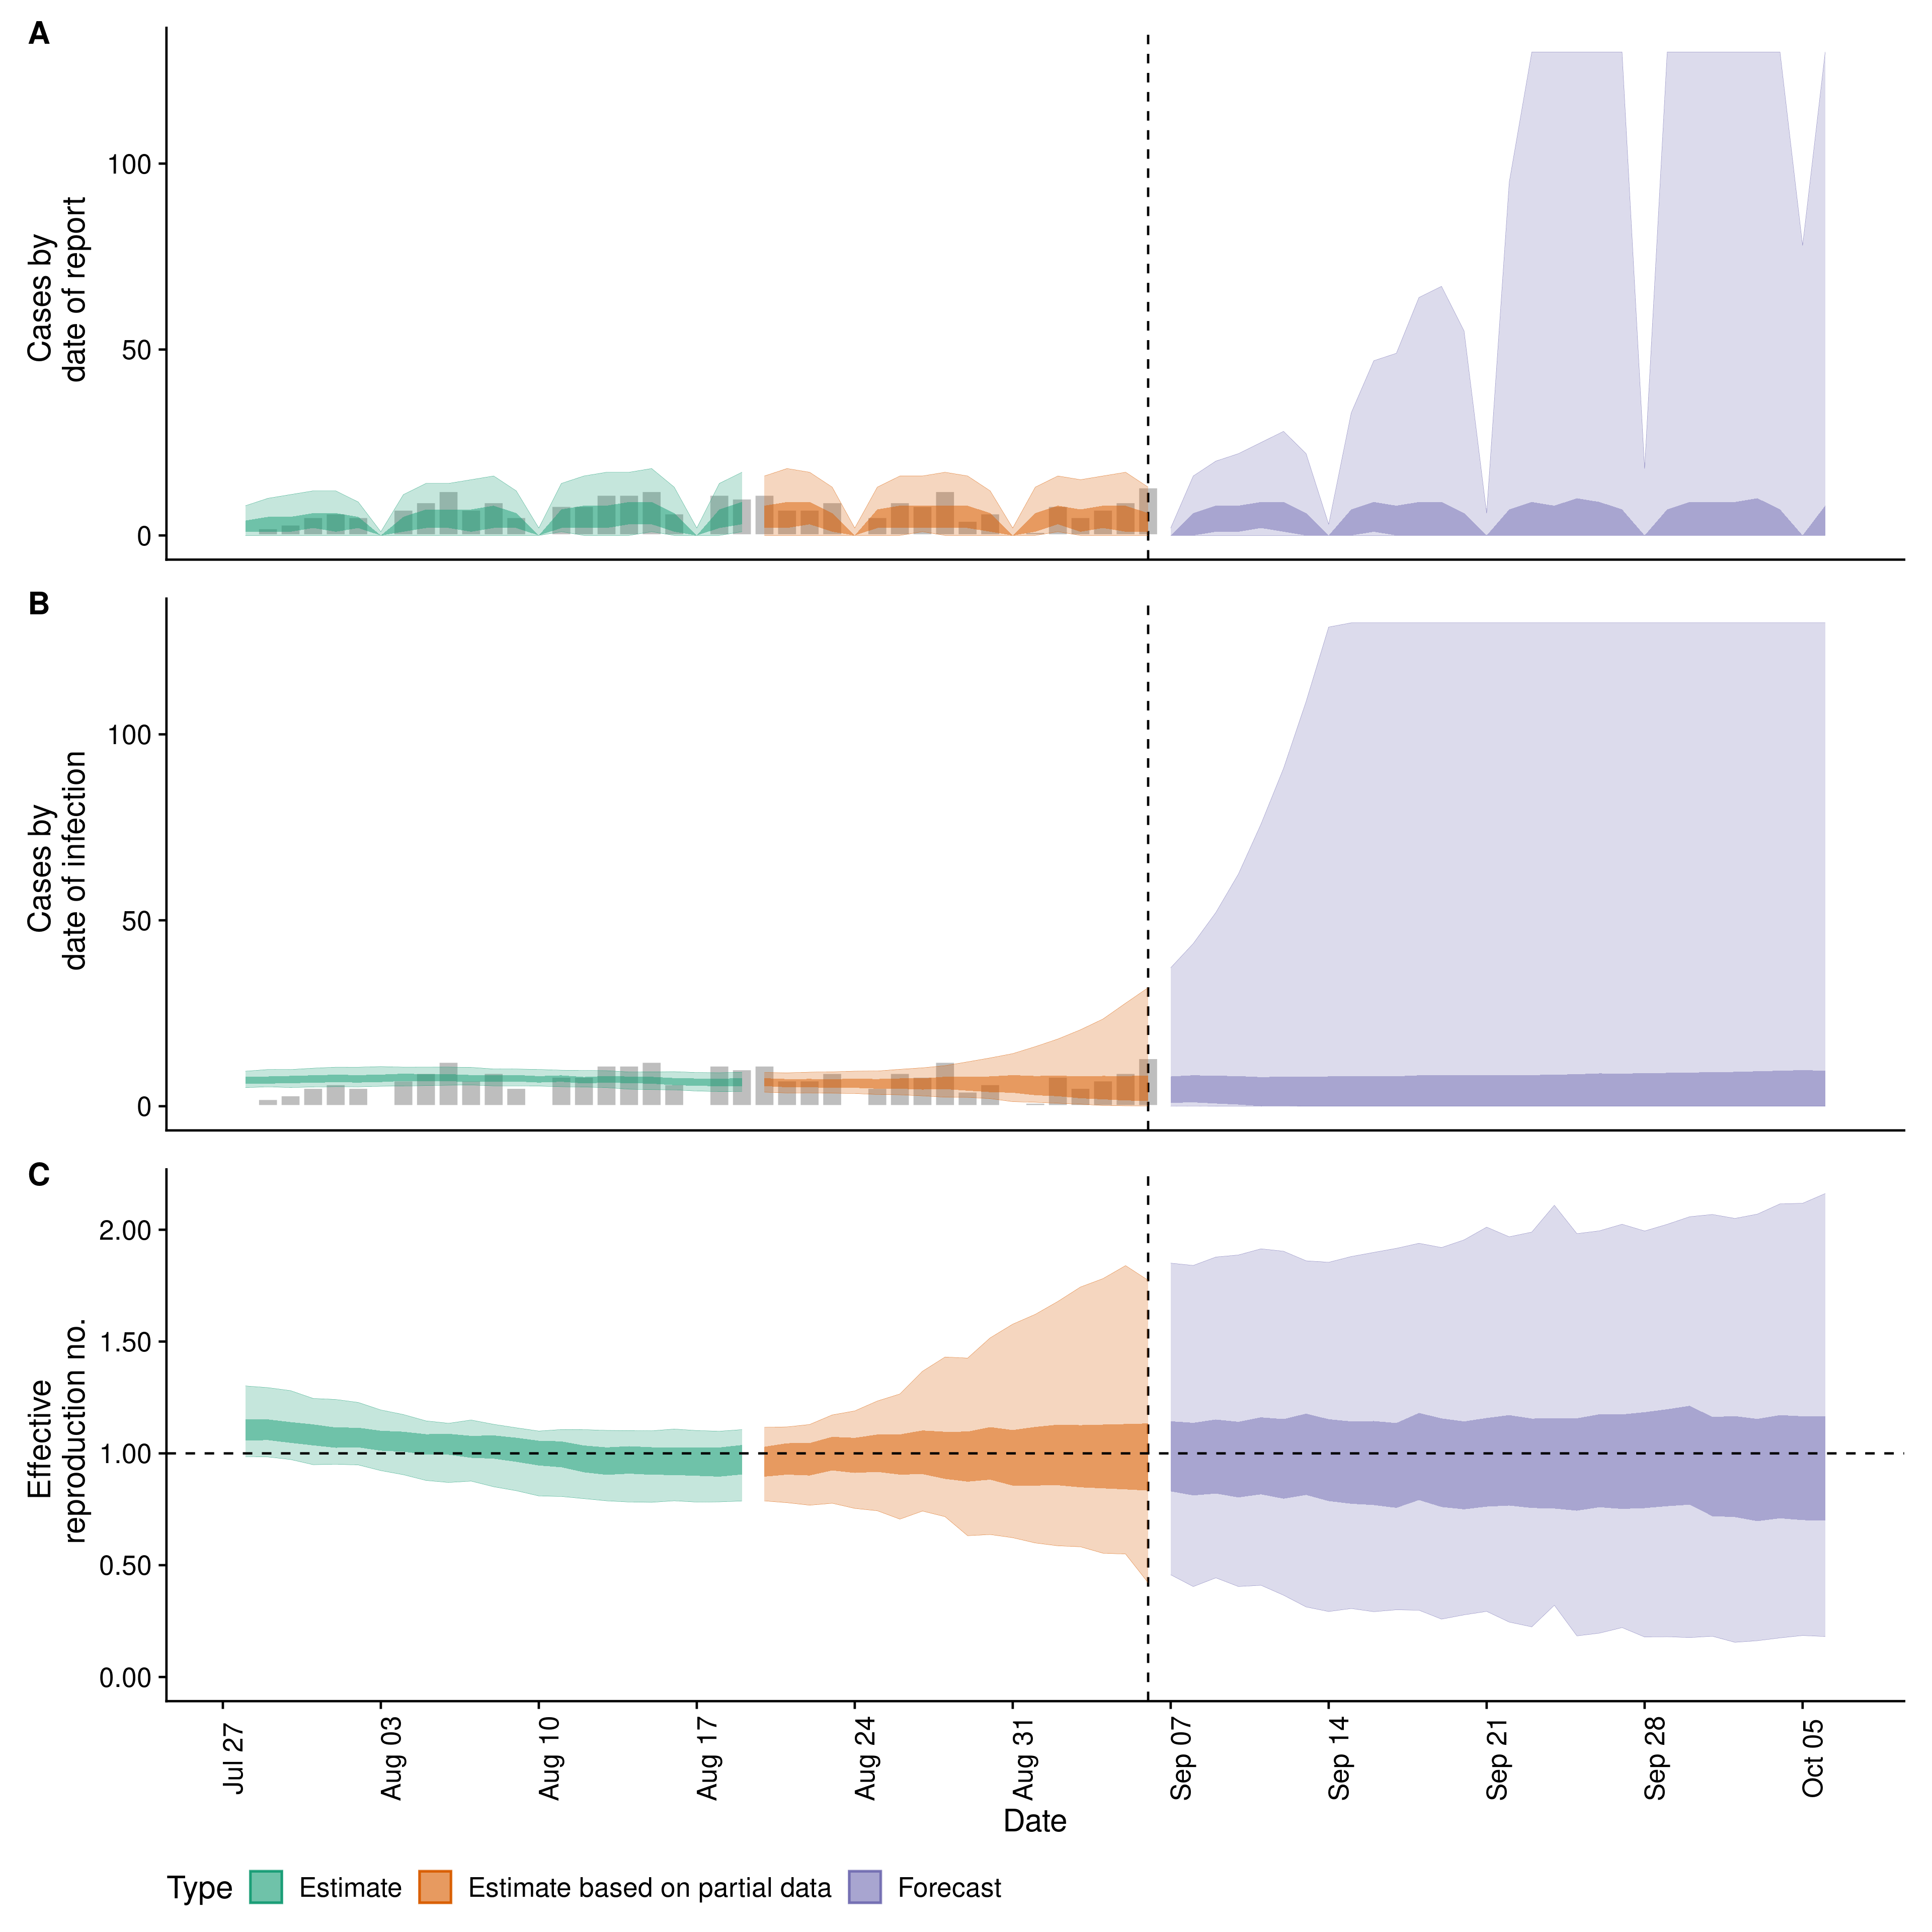 A
Cases by
date of report
100
50
0
B
Cases by
date of infection
100
50
0
C
Effective
reproduction no.
2.00
1.50
1.00
0.50
0.00
Jul 27
Aug 03
Aug 10
Aug 17
Aug 24
Aug 31
Sep 07
Sep 14
Sep 21
Sep 28
Oct 05
Date
Type Estimate Estimate based on partial data Forecast